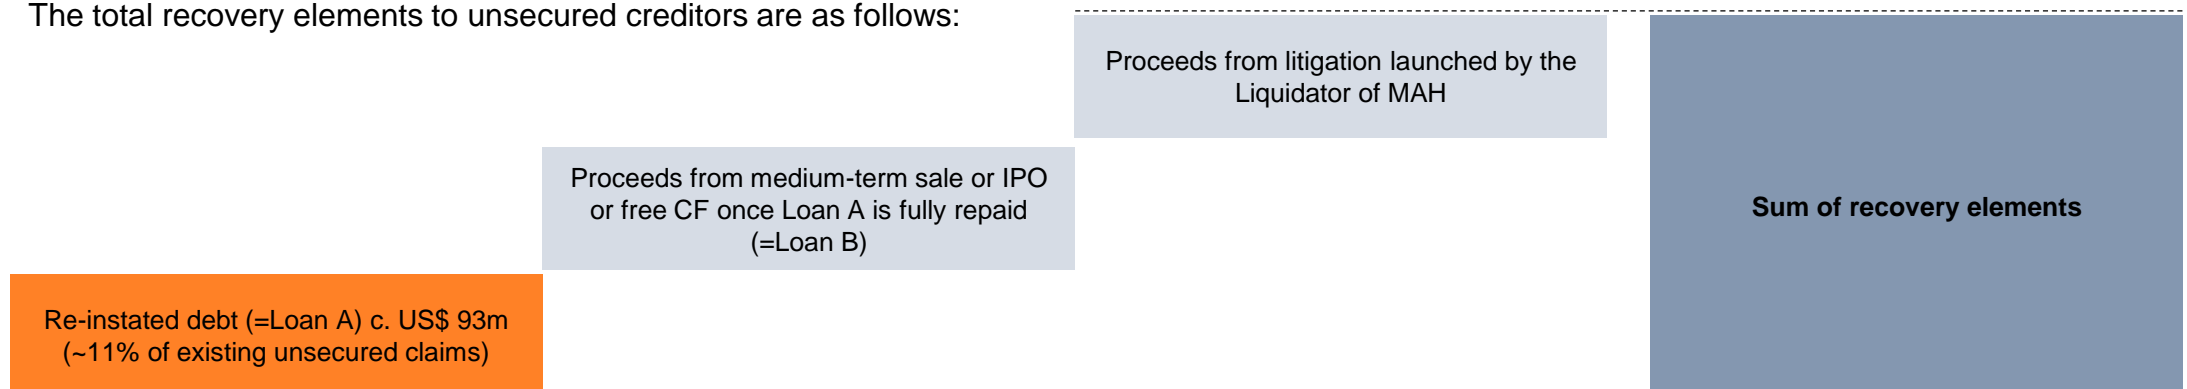 The total recovery elements to unsecured creditors are as follows:
Proceeds from litigation launched by the
Liquidator of MAH
Proceeds from medium-term sale or IPO
or free CF once Loan A is fully repaid
(=Loan B)
Sum of recovery elements
Re-instated debt (=Loan A) c. US$ 93m
(~11% of existing unsecured claims)